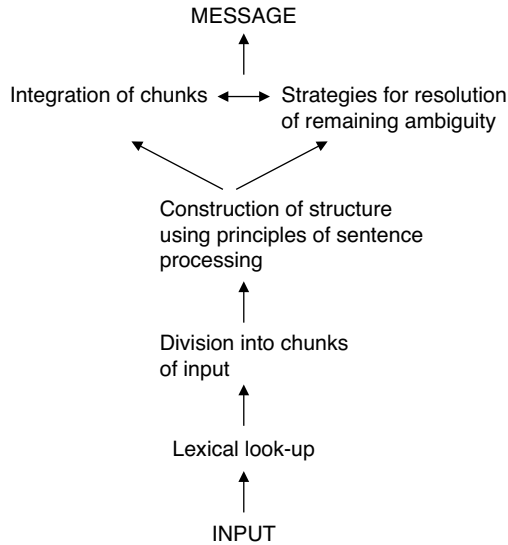 MESSAGE
Integration of chunks
Strategies for resolution
of remaining ambiguity
Construction of structure
using principles of sentence
processing
Division into chunks
of input
Lexical look-up
INPUT